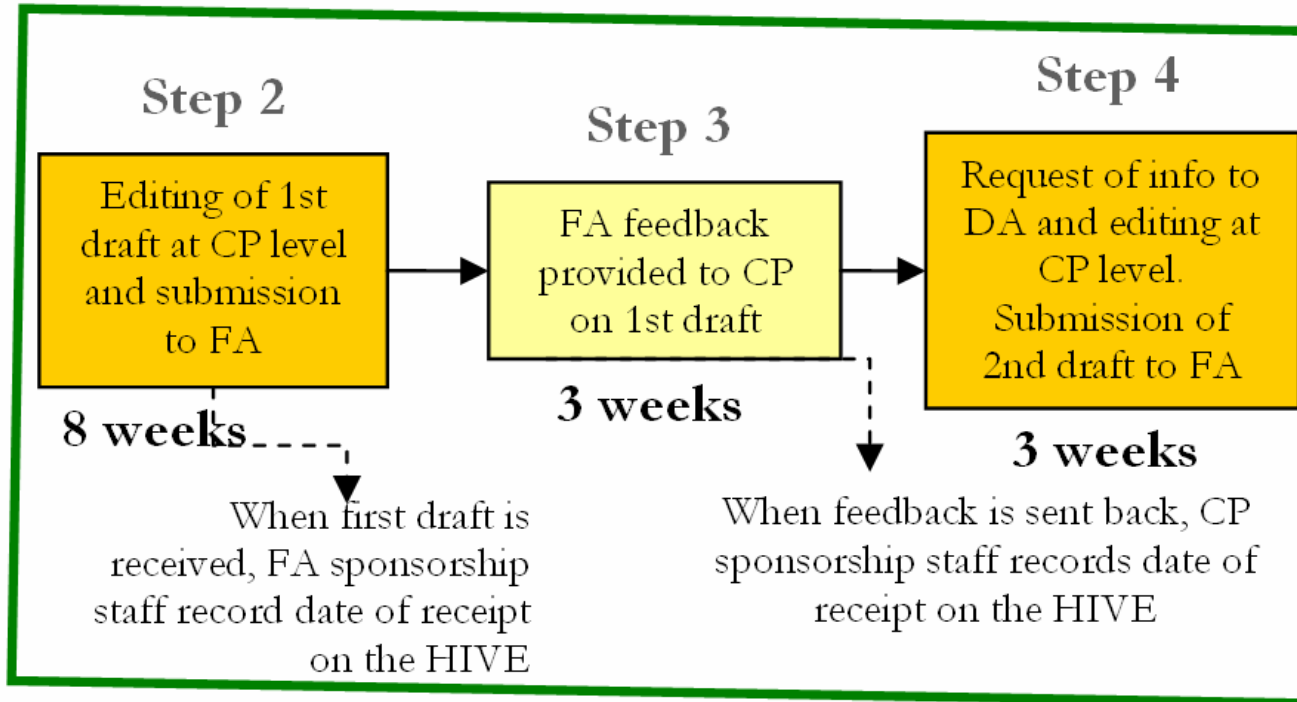 Step 2
Editing of 1st
draft at CP level
and submission
to FA
8 weeks
When first draft is
received, FA sponsorship
staff record date of receipt
on the HIVE
Step 3
FA feedback
provided to CP
on 1st draft
3 weeks
When feedback is sent back, CP
sponsorship staff records date of
receipt on the HIVE
Step 4
Request of info to
DA and editing at
CP level.
Submission of
2nd draft to FA
3 weeks